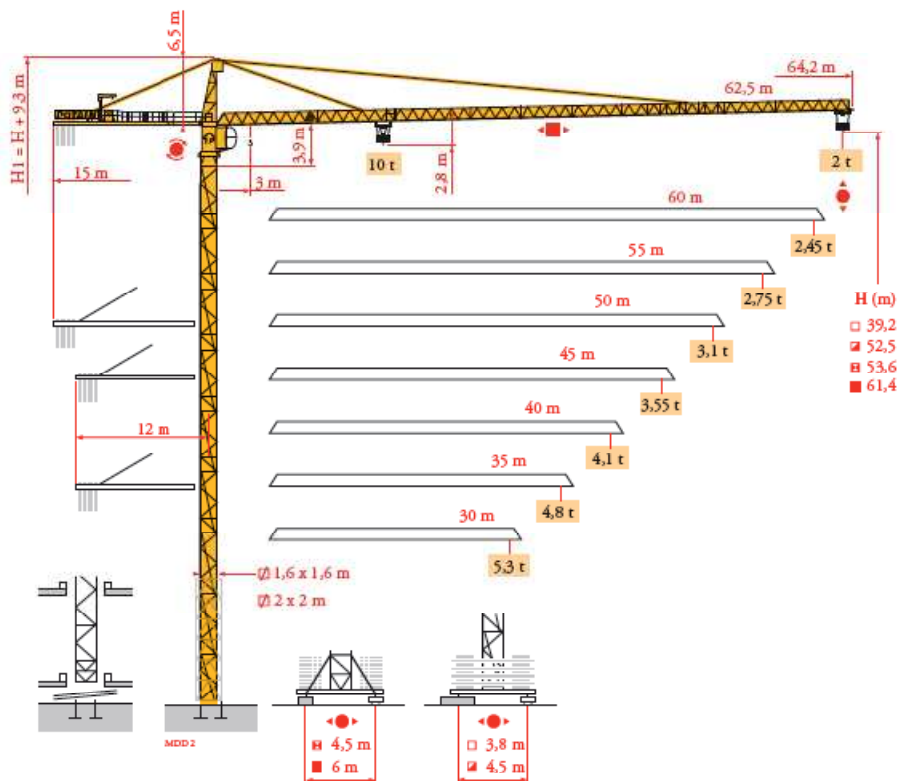 6,5 m
64,2 m
62,5 m
H1 = H + 9,3 m
3,9 m
10 t
2,8 m
2 t
15 m
3 m
60 m
2,45 t
55 m
2,75 t
H (m)
39,2
52,5
53,6
61,4
50 m
3,1 t
45 m
3,55 t
12 m
40 m
4,1 t
35 m
4,8 t
30 m
5,3 t
1,6 x 1,6 m
2 x 2 m
MDD 2
4,5 m
6 m
3,8 m
4,5 m